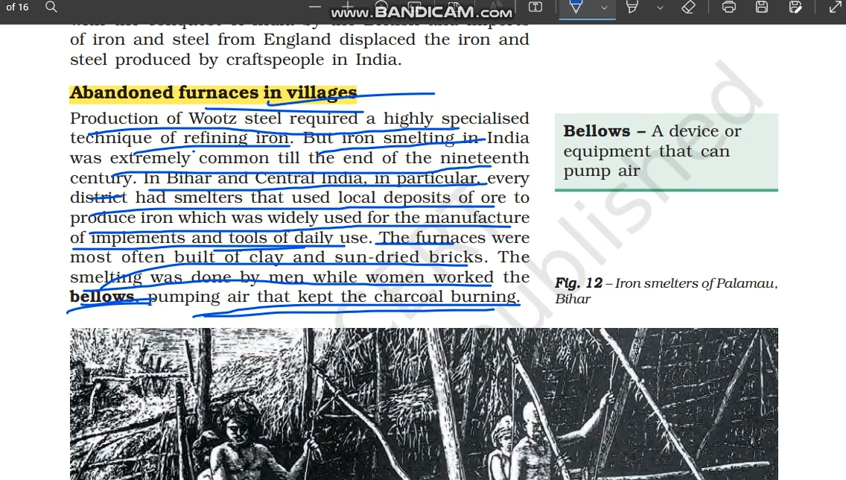 of 16
WWW.BANDICAM.COM
of iron and steel from England displaced the iron and
steel produced by craftspeople in India.
Abandoned furnaces in villages
Production of Wootz steel required a highly specialised
technique of refining iron. But iron smelting in India
was extremely common till the end of the nineteenth
century. In Bihar and Central India, in particular, every
district had smelters that used local deposits of ore to
produce iron which was widely used for the manufacture
of implements and tools of daily use. The furnaces were
most often built of clay and sun-dried bricks. The
smelting was done by men while women worked the
bellows, pumping air that kept the charcoal burning.
Bellows – A device or
equipment that can
pump air
Fig. 12 – Iron smelters of Palamau,
Bihar
published